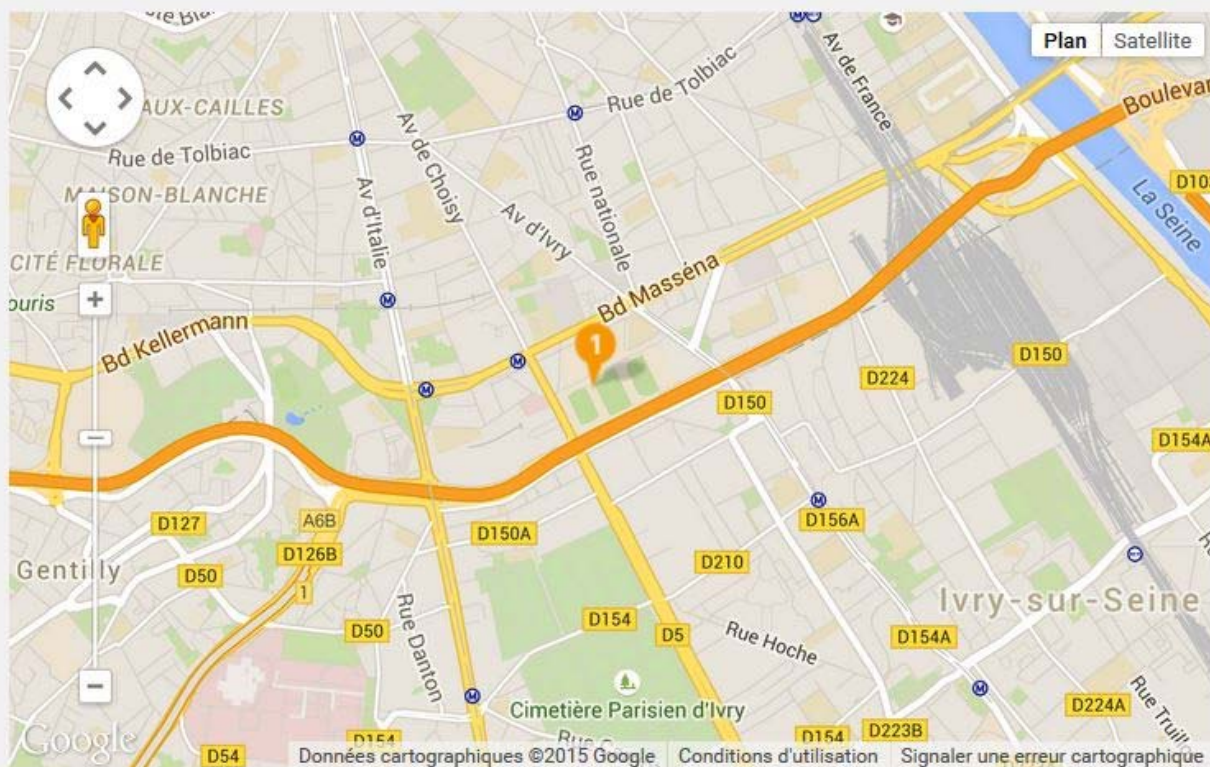 Plan Satellite
AUX-CAILLES
Rue de Tolbiac
Av de France
Boulevar
Rue de Tolbiac
Av de Choisy
MAISON-BLANCHE
Rue nationale
D103
La Seine
Av d'Italie
Av d'Ivry
CITÉ FLORALE
ouris
Bd Masséna
Bd Kellermann
1
D150
D224
D150
D154A
D127
A6B
D150A
D156A
D126B
Gentilly
D50
D210
1
Ivry-sur-Seine
Rue Danton
D154
D50
D5
Rue Hoche
D154A
Cimetière Parisien d'Ivry
D224A
Rue Truill
D154
D223B
Google
D54
D154
Données cartographiques ©2015 Google Conditions d'utilisation Signaler une erreur cartographique